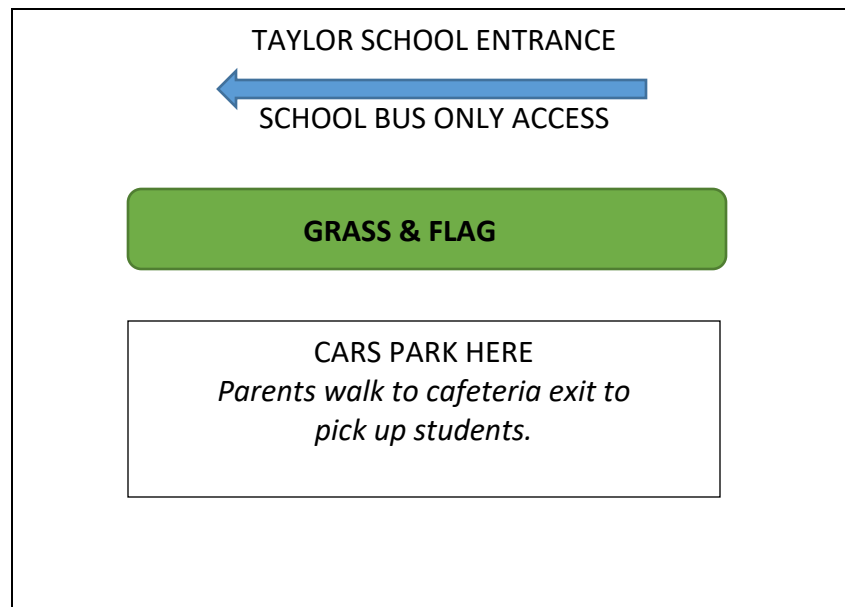 TAYLOR SCHOOL ENTRANCE
SCHOOL BUS ONLY ACCESS
GRASS & FLAG
CARS PARK HERE
Parents walk to cafeteria exit to
pick up students.